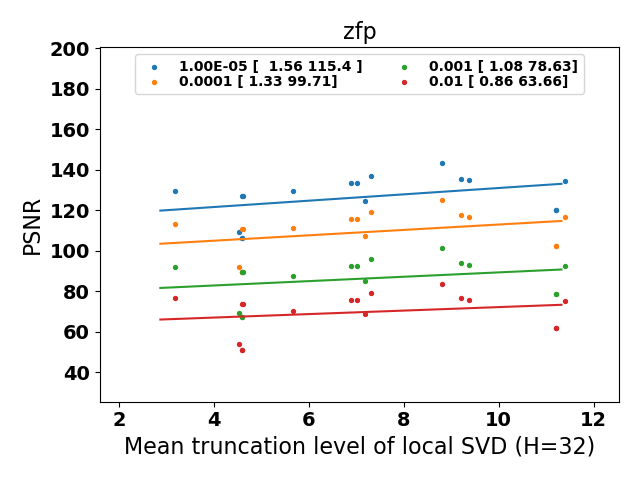 zfp
1.00E-05 [  1.56 115.4 ]
0.0001 [ 1.33 99.71]
0.001 [ 1.08 78.63]
0.01 [ 0.86 63.66]
PSNR
200
180
160
140
120
100
80
60
40
2 4 6 8 10 12
Mean truncation level of local SVD (H=32)